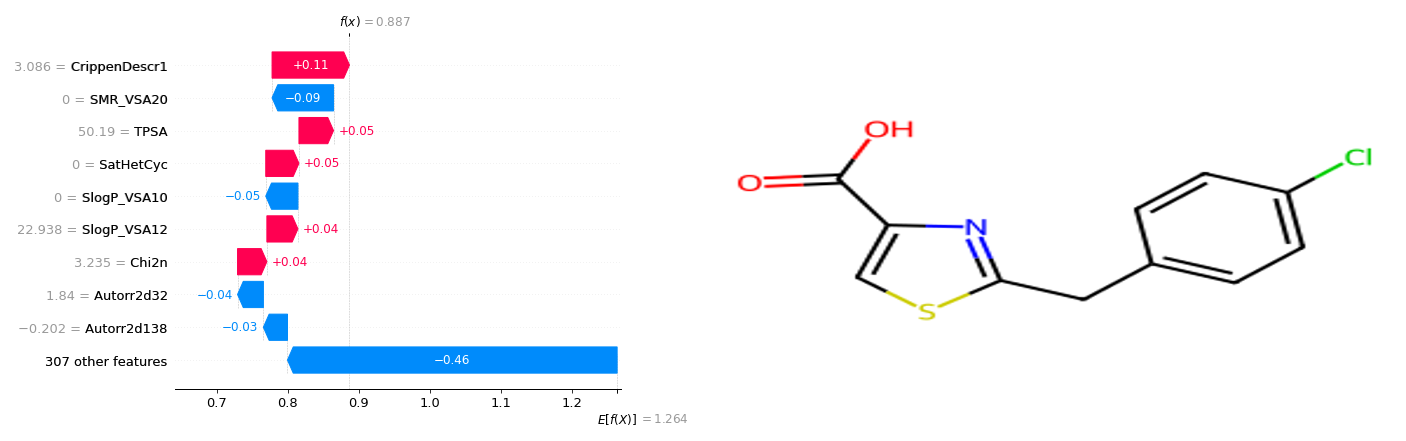 f(x) = 0.887
3.086 = CrippenDescr1
+0.11
0 = SMR_VSA20
−0.09
50.19 = TPSA
+0.05
0 = SatHetCyc
+0.05
0 = SlogP_VSA10
−0.05
22.938 = SlogP_VSA12
+0.04
3.235 = Chi2n
+0.04
1.84 = Autorr2d32
−0.04
−0.202 = Autorr2d138
−0.03
307 other features
−0.46
0.7 0.8 0.9 1.0 1.1 1.2
E[f(X)] = 1.264
OH
O
N
S
Cl